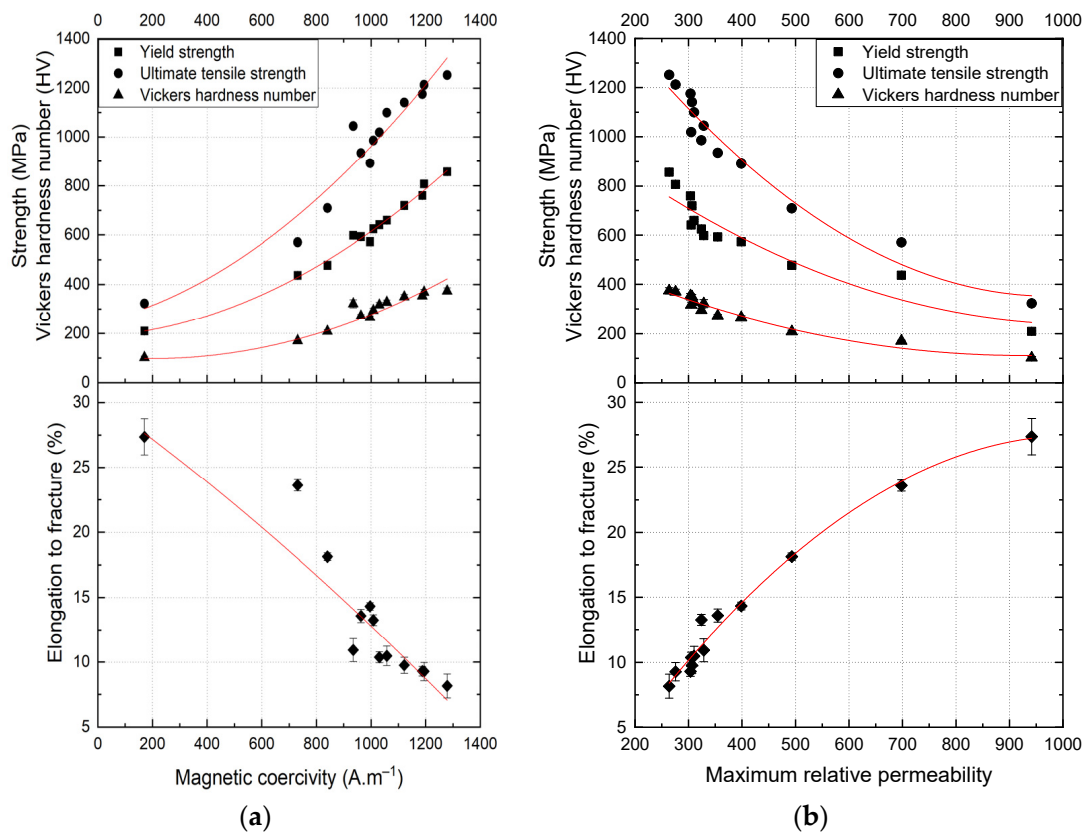 0 200 400 600 800 1000 1200 1400
200 300 400 500 600 700 800 900 1000
1400
1200
1000
800
600
400
200
0
Strength (MPa)
Vickers hardness number (HV)
Yield strength
Ultimate tensile strength
Vickers hardness number
1400
1200
1000
800
600
400
200
0
Strength (MPa)
Vickers hardness number (HV)
Yield strength
Ultimate tensile strength
Vickers hardness number
30
25
20
15
10
5
Elongation to fracture (%)
0 200 400 600 800 1000 1200 1400
Magnetic coercivity (A.m⁻¹)
(a)
30
25
20
15
10
5
Elongation to fracture (%)
200 300 400 500 600 700 800 900 1000
Maximum relative permeability
(b)